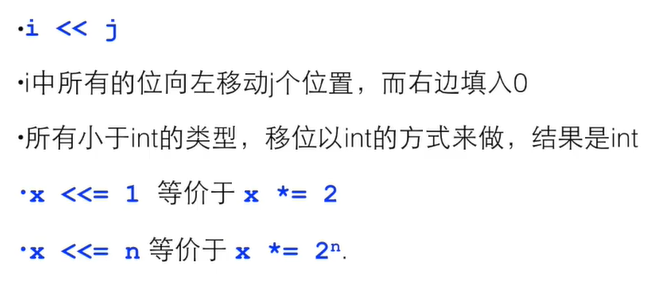 •i << j
•i中所有的位向左移动j个位置，而右边填入0
•所有小于int的类型，移位以int的方式来做，结果是int
•x <<= 1 等价于 x *= 2
•x <<= n 等价于 x *= 2ⁿ.